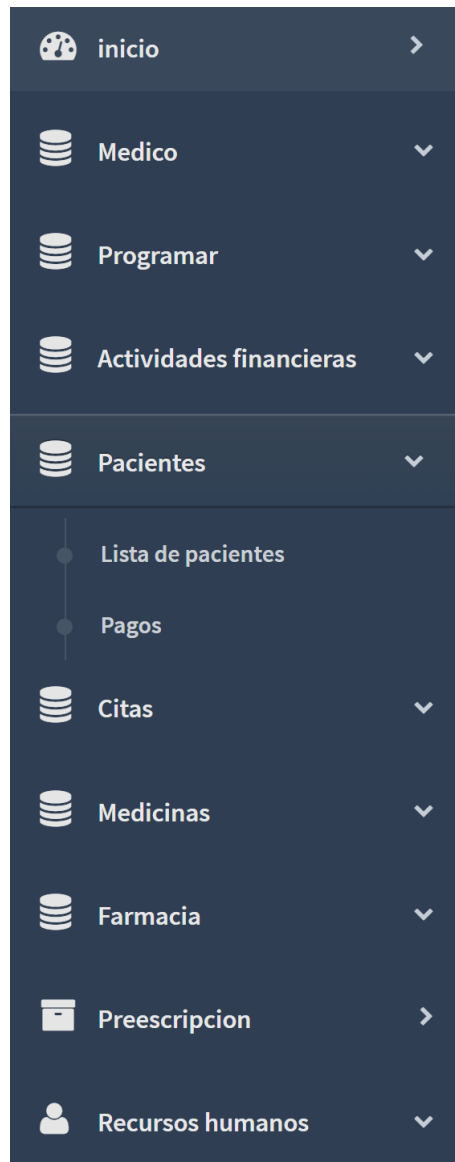 inicio
Medico
Programar
Actividades financieras
Pacientes
Lista de pacientes
Pagos
Citas
Medicinas
Farmacia
Preescripcion
Recursos humanos